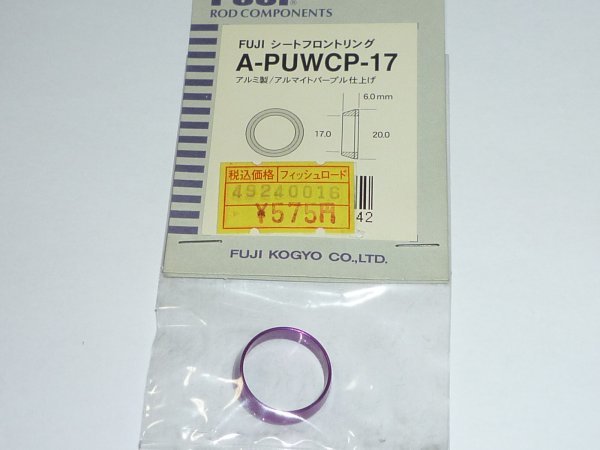 FUJI®
ROD COMPONENTS
FUJI シートフロントリング
A-PUWCP-17
アルミ製/アルマイトパープル仕上げ
6.0mm
17.0
20.0
税込価格 フィッシュロード
49240016
¥575円
42
FUJI KOGYO CO.,LTD.